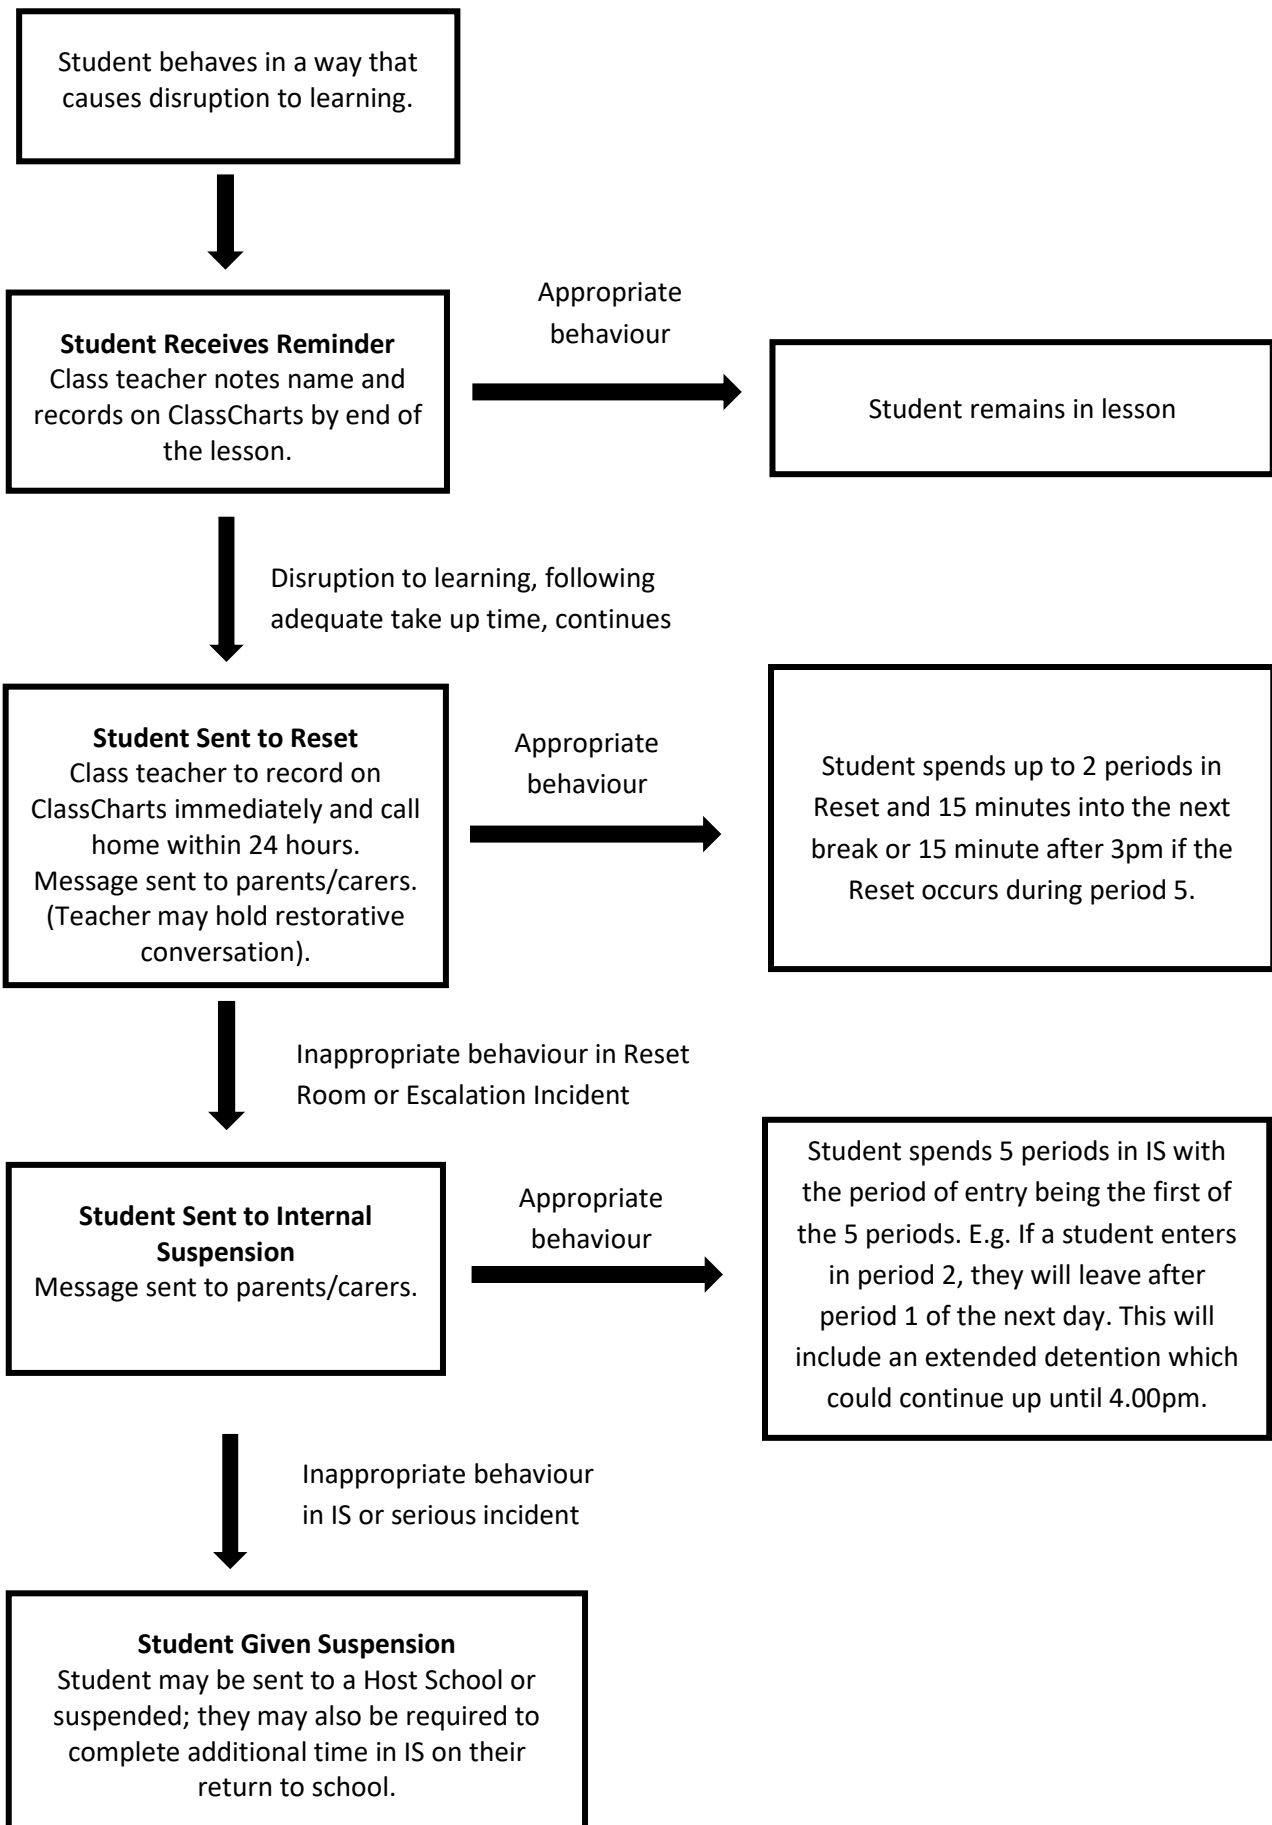 Student behaves in a way that
causes disruption to learning.
Student Receives Reminder
Class teacher notes name and
records on ClassCharts by end of
the lesson.
Appropriate
behaviour
Student remains in lesson
Disruption to learning, following
adequate take up time, continues
Student Sent to Reset
Class teacher to record on
ClassCharts immediately and call
home within 24 hours.
Message sent to parents/carers.
(Teacher may hold restorative
conversation).
Appropriate
behaviour
Student spends up to 2 periods in
Reset and 15 minutes into the next
break or 15 minute after 3pm if the
Reset occurs during period 5.
Inappropriate behaviour in Reset
Room or Escalation Incident
Student Sent to Internal
Suspension
Message sent to parents/carers.
Appropriate
behaviour
Student spends 5 periods in IS with
the period of entry being the first of
the 5 periods. E.g. If a student enters
in period 2, they will leave after
period 1 of the next day. This will
include an extended detention which
could continue up until 4.00pm.
Inappropriate behaviour
in IS or serious incident
Student Given Suspension
Student may be sent to a Host School or
suspended; they may also be required to
complete additional time in IS on their
return to school.